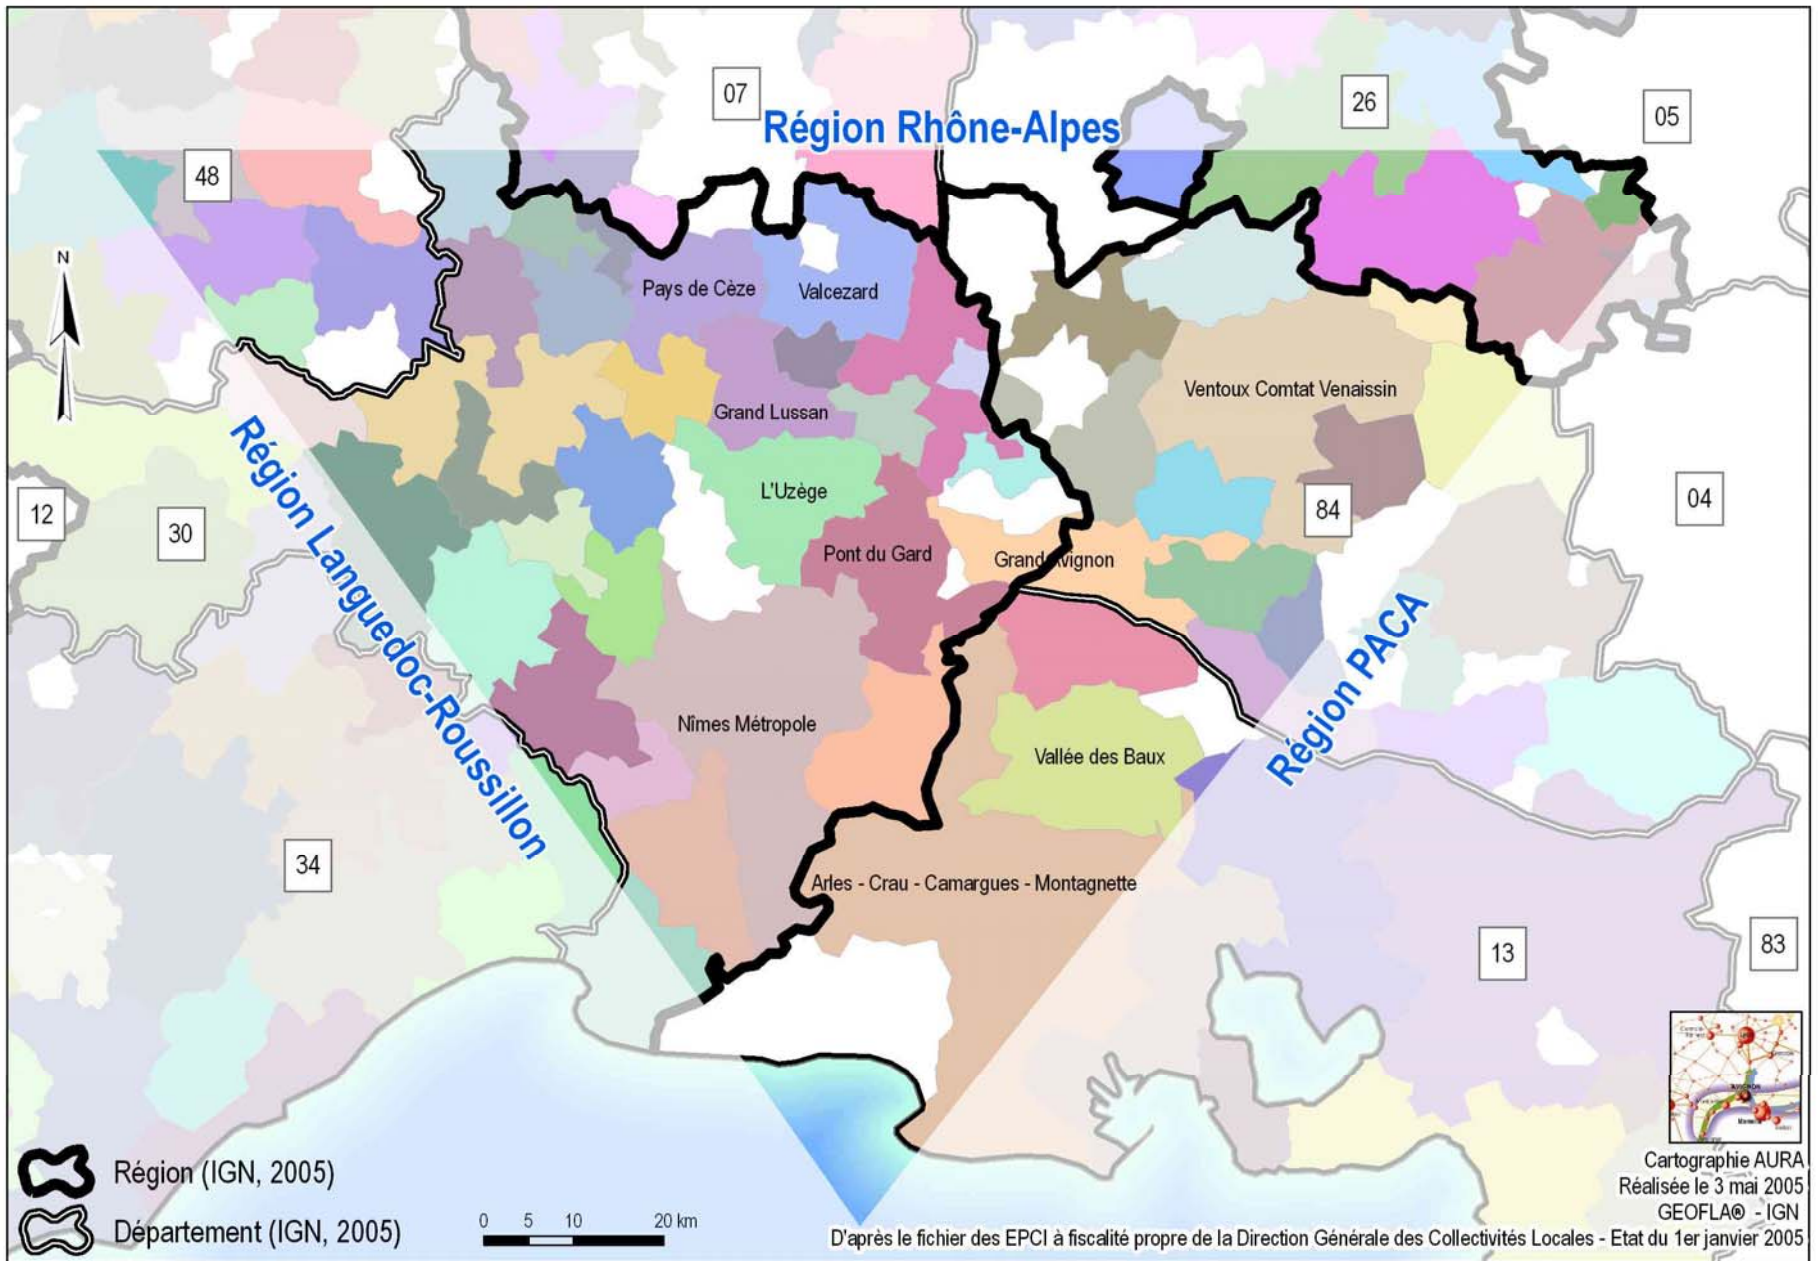 07
Région Rhône-Alpes
26
05
48
N
Pays de Cèze
Valcezard
Grand Lussan
Ventoux Comtat Venaissin
Région Languedoc-Roussillon
12
30
L'Uzège
84
04
Pont du Gard
Grand Avignon
Région PACA
Nîmes Métropole
Vallée des Baux
34
Arles - Crau - Camargues - Montagnette
13
83
Région (IGN, 2005)
Département (IGN, 2005)
0 5 10 20 km
Cartographie AURA
Réalisée le 3 mai 2005
GEOFLA® - IGN
D'après le fichier des EPCI à fiscalité propre de la Direction Générale des Collectivités Locales - Etat du 1er janvier 2005